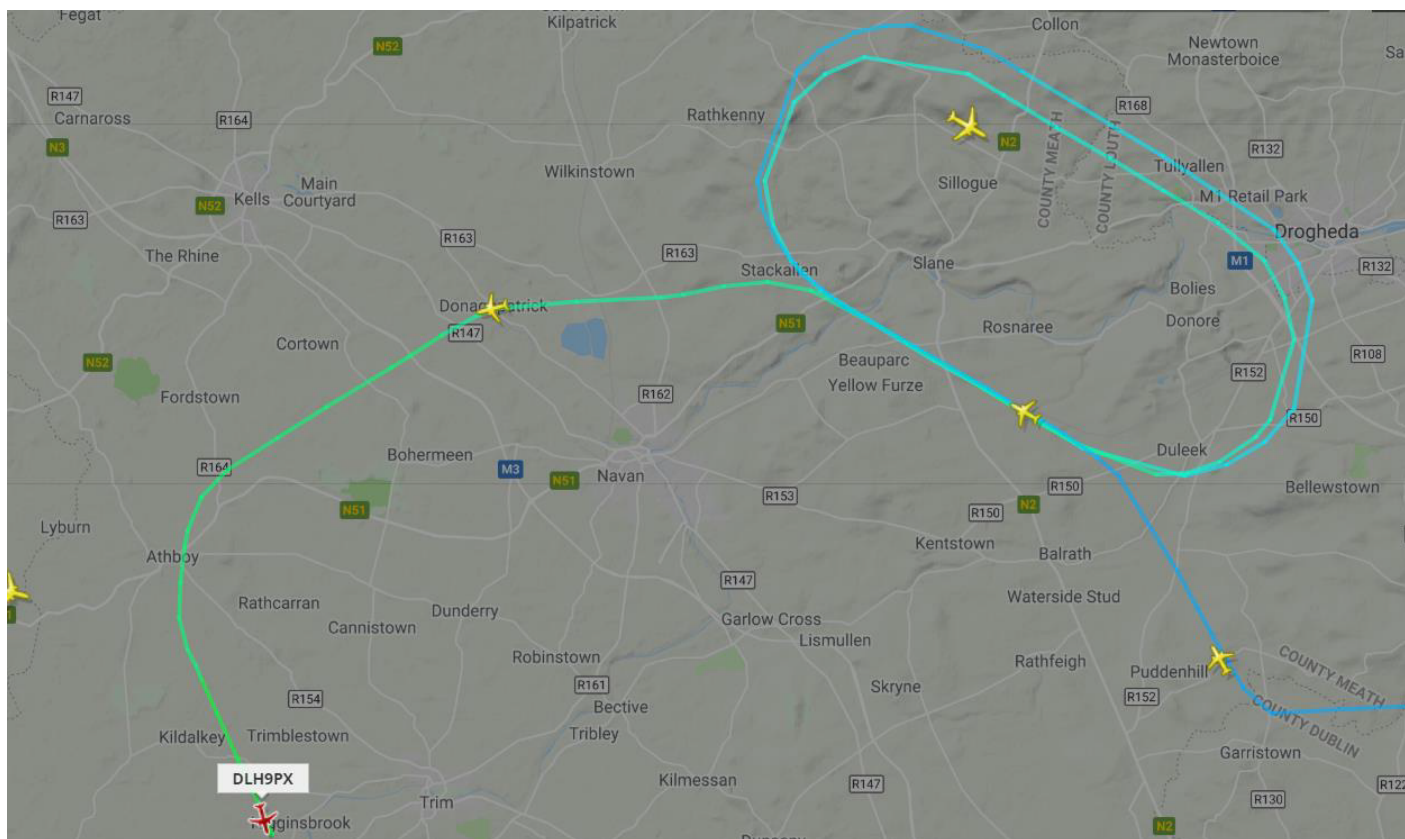 Fegat
Castletown
Kilpatrick
Collon
Newtown
Monasterboice
N52
R147
Carnaross
R164
N3
Rathkenny
R168
N2
COUNTY MEATH
COUNTY LOUTH
R132
Tullyallen
Wilkinstown
Sillogue
Main
Courtyard
Kells
N52
R163
M1 Retail Park
Drogheda
R163
The Rhine
R163
Stackallen
Slane
M1
R132
Bolies
Donore
R147
N51
Rosnaree
Cortown
Beauparc
Yellow Furze
R108
N52
R152
Fordstown
R162
R150
Bohermeen
Duleek
R164
M3
Navan
N51
R153
R150
Bellewstown
N51
N2
R150
Lyburn
Kentstown
Balrath
Athboy
R147
Waterside Stud
Rathcarran
Dunderry
Cannistown
Garlow Cross
Lismullen
Robinstown
Rathfeigh
Puddenhill
COUNTY MEATH
R161
Skryne
R154
R152
Bective
Tribley
COUNTY DUBLIN
Kildalkey
Trimblestown
Garristown
DLH9PX
Kilmessan
R147
R122
Trim
R130
N2